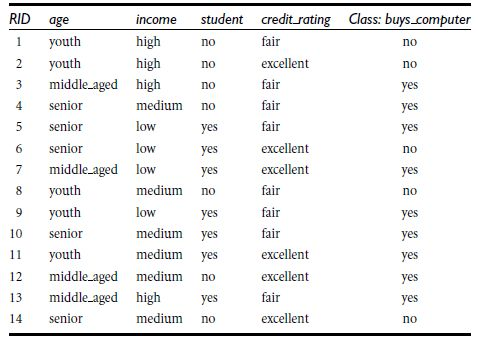 RID age income student credit_rating Class: buys_computer
1 youth high no fair no
2 youth high no excellent no
3 middle_aged high no fair yes
4 senior medium no fair yes
5 senior low yes fair yes
6 senior low yes excellent no
7 middle_aged low yes excellent yes
8 youth medium no fair no
9 youth low yes fair yes
10 senior medium yes fair yes
11 youth medium yes excellent yes
12 middle_aged medium no excellent yes
13 middle_aged high yes fair yes
14 senior medium no excellent no